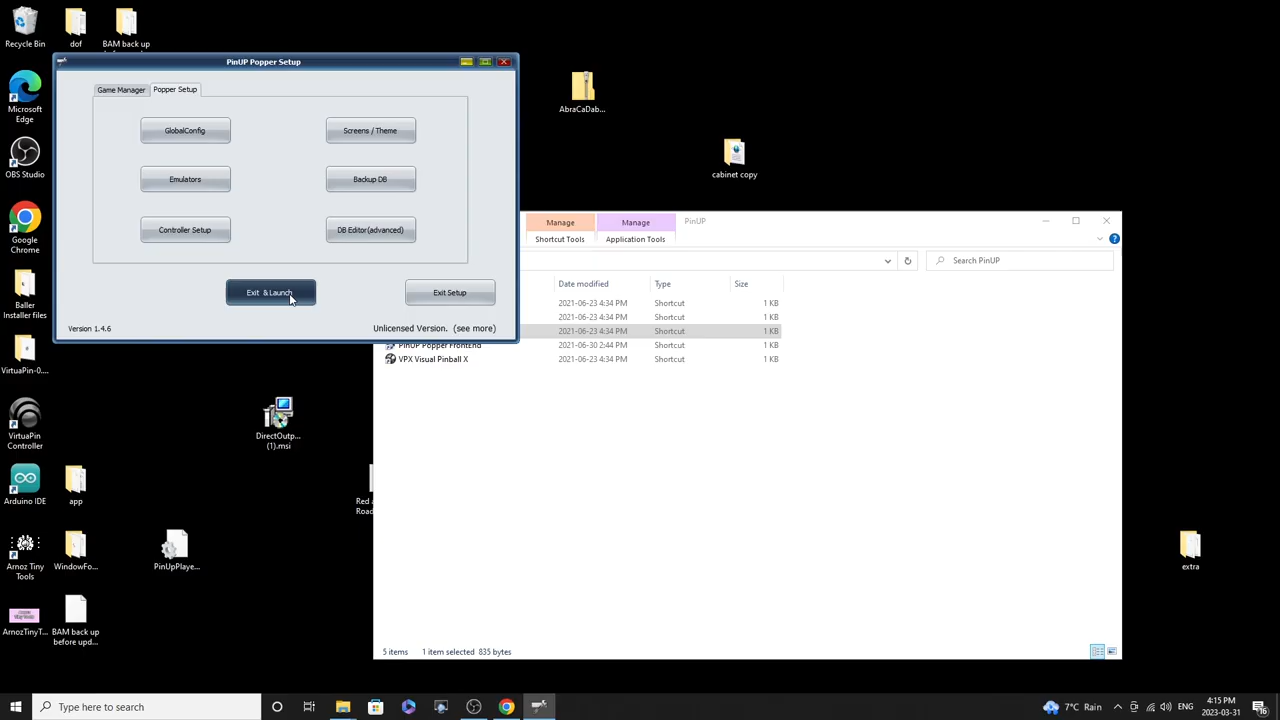 Recycle Bin
dof
BAM back up
before u
Microsoft
Edge
OBS Studio
Google
Chrome
Baller
Installer files
VirtuaPin-0....
VirtuaPin
Controller
Arduino IDE
app
Arnoz Tiny
Tools
WindowFo...
ArnozTinyT...
BAM back up
before upd...
PinUP Popper Setup
Game Manager
Popper Setup
GlobalConfig
Screens / Theme
Emulators
Backup DB
Controller Setup
DB Editor(advanced)
Exit & Launch
Exit Setup
Version 1.4.6
Unlicensed Version. (see more)
AbraCaDab...
cabinet copy
DirectOutp...
(1).msi
Red a
Road
PinUpPlaye...
extra
Manage
Manage
PinUP
Shortcut Tools
Application Tools
?
Search PinUP
Date modified
Type
Size
2021-06-23 4:34 PM
Shortcut
1 KB
2021-06-23 4:34 PM
Shortcut
1 KB
2021-06-23 4:34 PM
Shortcut
1 KB
PinUP Popper FrontEnd
2021-06-30 2:44 PM
Shortcut
1 KB
VPX Visual Pinball X
2021-06-23 4:34 PM
Shortcut
1 KB
5 items
1 item selected 835 bytes
Type here to search
7°C Rain
ENG
4:15 PM
2023-03-31
16